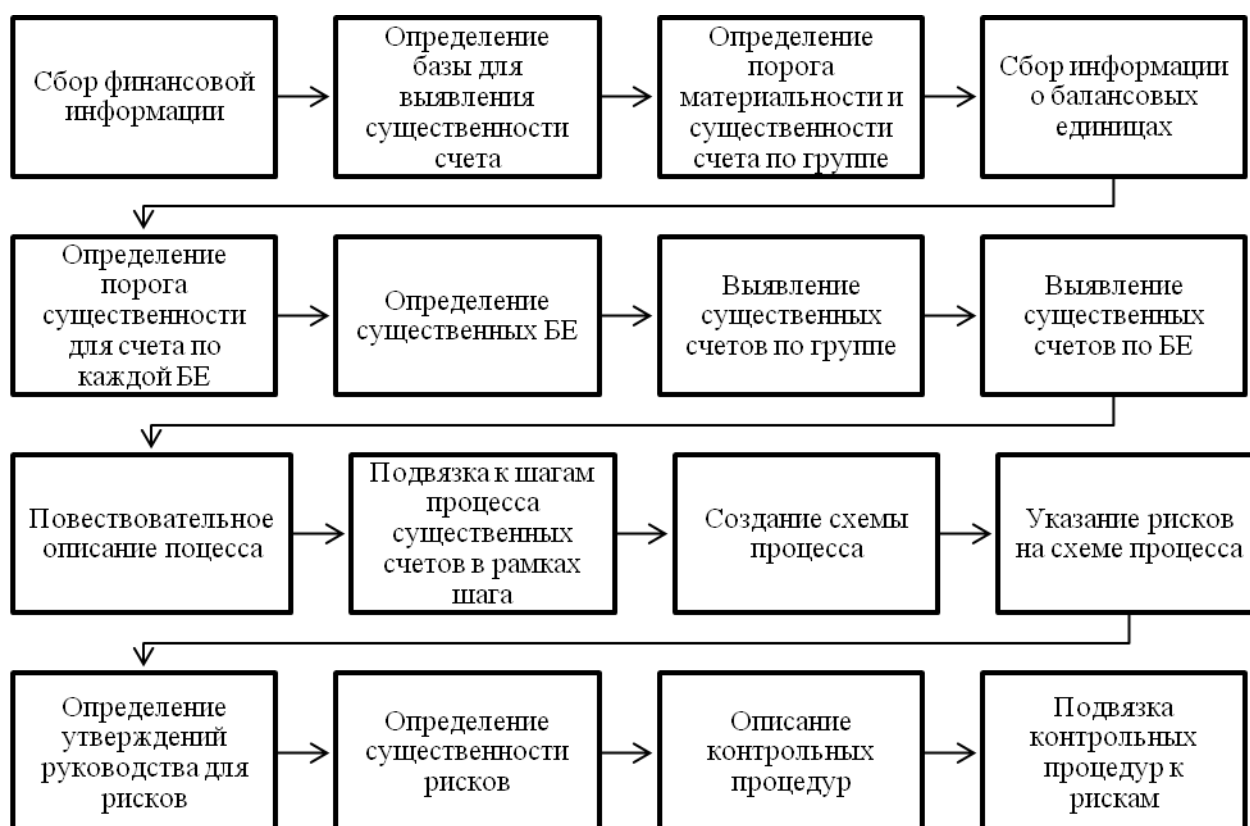 Сбор финансовой
информации
Определение
базы для
выявления
существенности
счета
Определение
порога
материальности и
существенности
счета по группе
Сбор информации
о балансовых
единицах
Определение
порога
существенности
для счета по
каждой БЕ
Определение
существенных БЕ
Выявление
существенных
счетов по группе
Выявление
существенных
счетов по БЕ
Повествовательное
описание поцесса
Подвязка к шагам
процесса
существенных
счетов в рамках
шага
Создание схемы
процесса
Указание рисков
на схеме процесса
Определение
утверждений
руководства для
рисков
Определение
существенности
рисков
Описание
контрольных
процедур
Подвязка
контрольных
процедур к
рискам